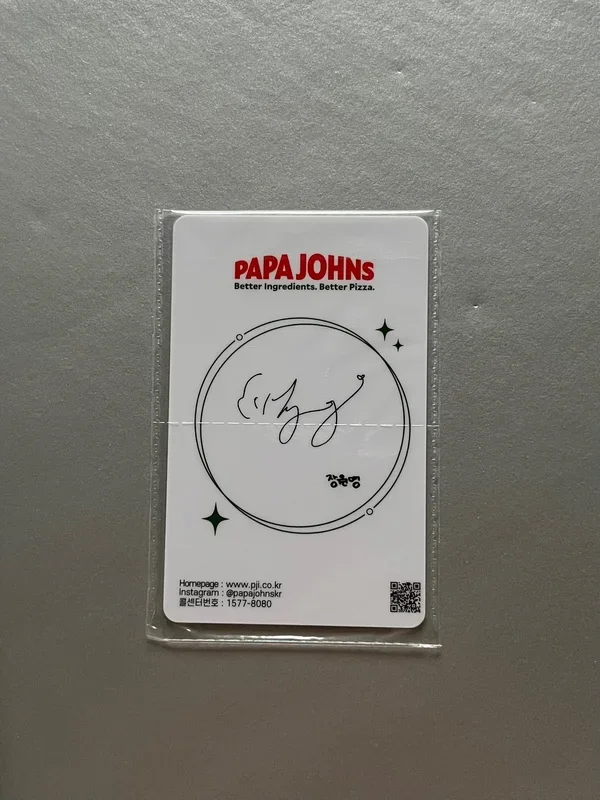 PAPA JOHNS
Better Ingredients. Better Pizza.
장원영
Homepage : www.pji.co.kr
Instagram : @papajohnskr
콜센터번호 : 1577-8080